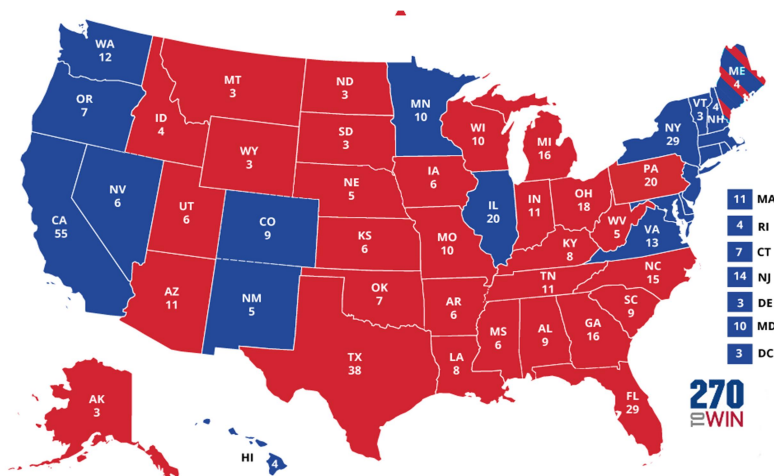 WA
12
OR
7
CA
55
NV
6
ID
4
MT
3
WY
3
UT
6
AZ
11
CO
9
NM
5
ND
3
SD
3
NE
5
KS
6
OK
7
TX
38
MN
10
IA
6
MO
10
AR
6
LA
8
WI
10
IL
20
MI
16
IN
11
OH
18
KY
8
TN
11
MS
6
AL
9
GA
16
FL
29
SC
9
NC
15
VA
13
WV
5
PA
20
NY
29
VT
3
4
NH
ME
4
11 MA
4 RI
7 CT
14 NJ
3 DE
10 MD
3 DC
AK
3
HI
4
270
TO WIN